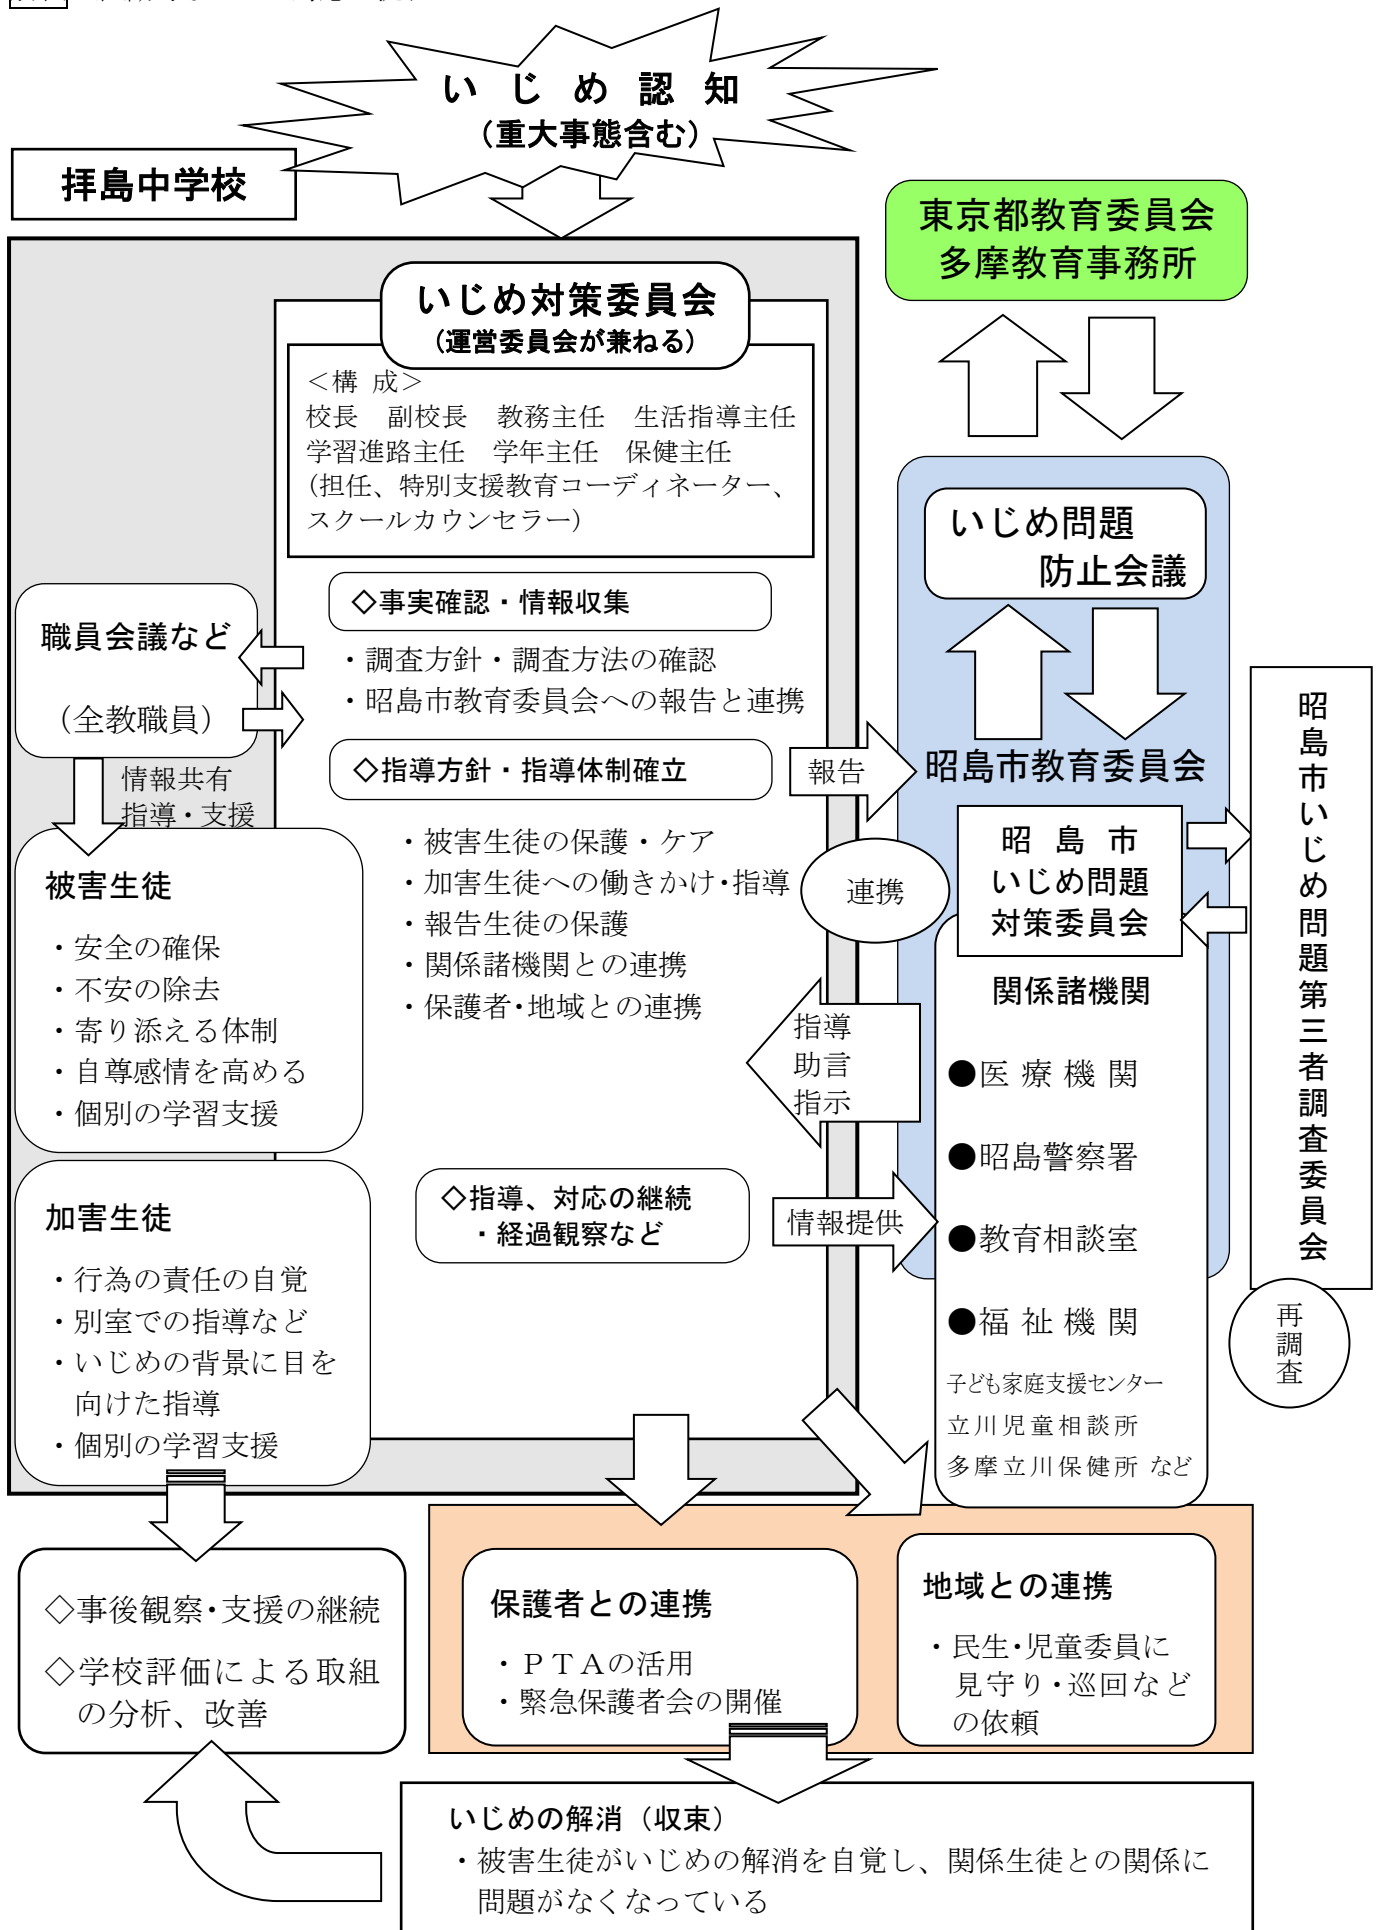 いじめ認知
（重大事態含む）
拝島中学校
東京都教育委員会
多摩教育事務所
いじめ対策委員会
（運営委員会が兼ねる）
＜構 成＞
校長　副校長　教務主任　生活指導主任
学習進路主任　学年主任　保健主任
（担任、特別支援教育コーディネーター、
スクールカウンセラー）
いじめ問題
防止会議
◇事実確認・情報収集
・調査方針・調査方法の確認
・昭島市教育委員会への報告と連携
職員会議など
（全教職員）
情報共有
指導・支援
◇指導方針・指導体制確立
・被害生徒の保護・ケア
・加害生徒への働きかけ・指導
・報告生徒の保護
・関係諸機関との連携
・保護者・地域との連携
報告
昭島市教育委員会
連携
昭 島 市
いじめ問題
対策委員会
昭島市いじめ問題第三者調査委員会
再調査
関係諸機関
●医 療 機 関
●昭島警察署
●教育相談室
●福 祉 機 関
子ども家庭支援センター
立川児童相談所
多摩立川保健所 など
指導
助言
指示
被害生徒
・安全の確保
・不安の除去
・寄り添える体制
・自尊感情を高める
・個別の学習支援
◇指導、対応の継続
・経過観察など
情報提供
加害生徒
・行為の責任の自覚
・別室での指導など
・いじめの背景に目を
向けた指導
・個別の学習支援
◇事後観察・支援の継続
◇学校評価による取組
の分析、改善
保護者との連携
・ＰＴＡの活用
・緊急保護者会の開催
地域との連携
・民生・児童委員に
見守り・巡回など
の依頼
いじめの解消（収束）
・被害生徒がいじめの解消を自覚し、関係生徒との関係に
問題がなくなっている